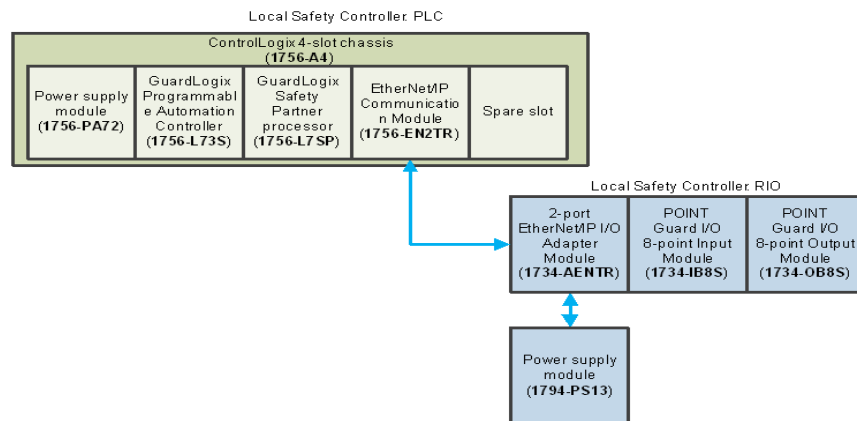 Local Safety Controller. PLC
ControlLogix 4-slot chassis
(1756-A4)
Power supply
module
(1756-PA72)
GuardLogix
Programmabl
e Automation
Controller
(1756-L73S)
GuardLogix
Safety
Partner
processor
(1756-L7SP)
EtherNet/IP
Communicatio
n Module
(1756-EN2TR)
Spare slot
Local Safety Controller. RIO
2-port
EtherNet/IP I/O
Adapter
Module
(1734-AENTR)
POINT
Guard I/O
8-point Input
Module
(1734-IB8S)
POINT
Guard I/O
8-point Output
Module
(1734-OB8S)
Power supply
module
(1794-PS13)